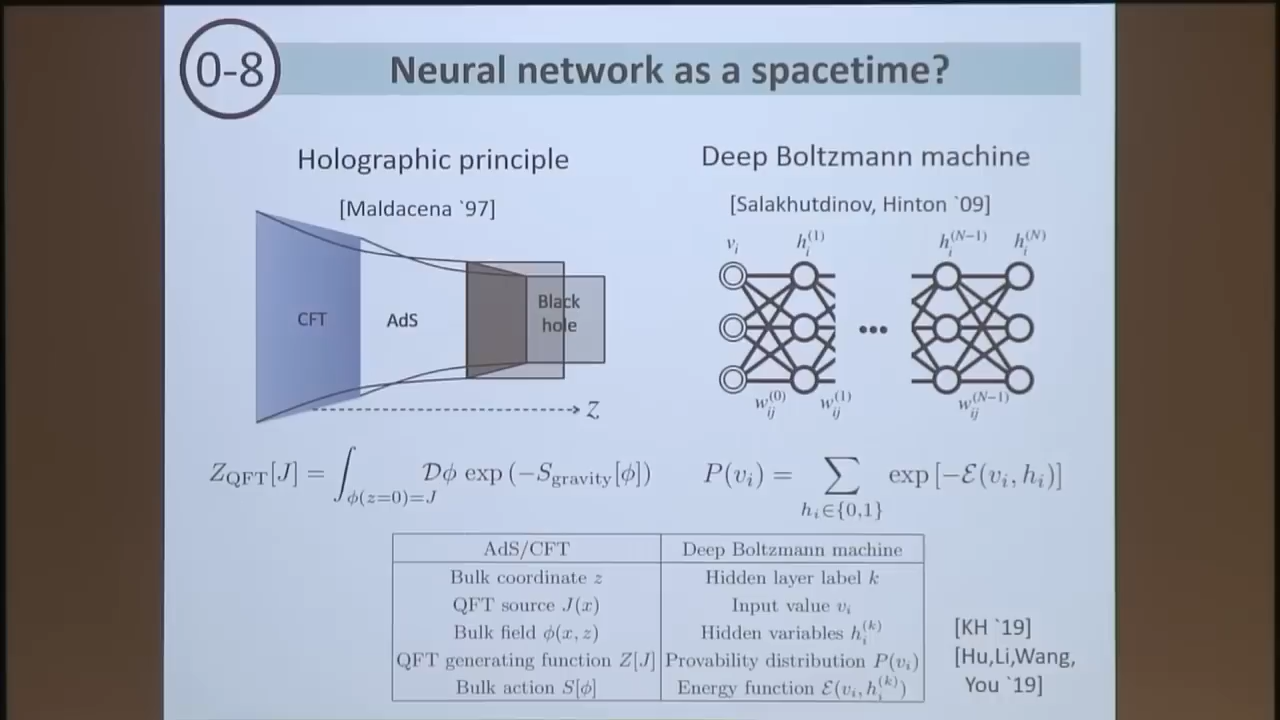 0-8
Neural network as a spacetime?
Holographic principle
[Maldacena `97]
CFT
AdS
Black
hole
z
Z_QFT[J] = ∫_{ϕ(z=0)=J} 𝒟ϕ exp (−S_gravity[ϕ])
Deep Boltzmann machine
[Salakhutdinov, Hinton `09]
v_i h_i^(1) h_i^(N−1) h_i^(N)
•••
w_ij^(0) w_ij^(1) w_ij^(N−1)
P(v_i) = ∑_{h_i∈{0,1}} exp [−ℰ(v_i, h_i)]
AdS/CFT Deep Boltzmann machine
Bulk coordinate z Hidden layer label k
QFT source J(x) Input value v_i
Bulk field ϕ(x, z) Hidden variables h_i^(k)
QFT generating function Z[J] Provability distribution P(v_i)
Bulk action S[ϕ] Energy function ℰ(v_i, h_i^(k))
[KH `19]
[Hu,Li,Wang,
You `19]